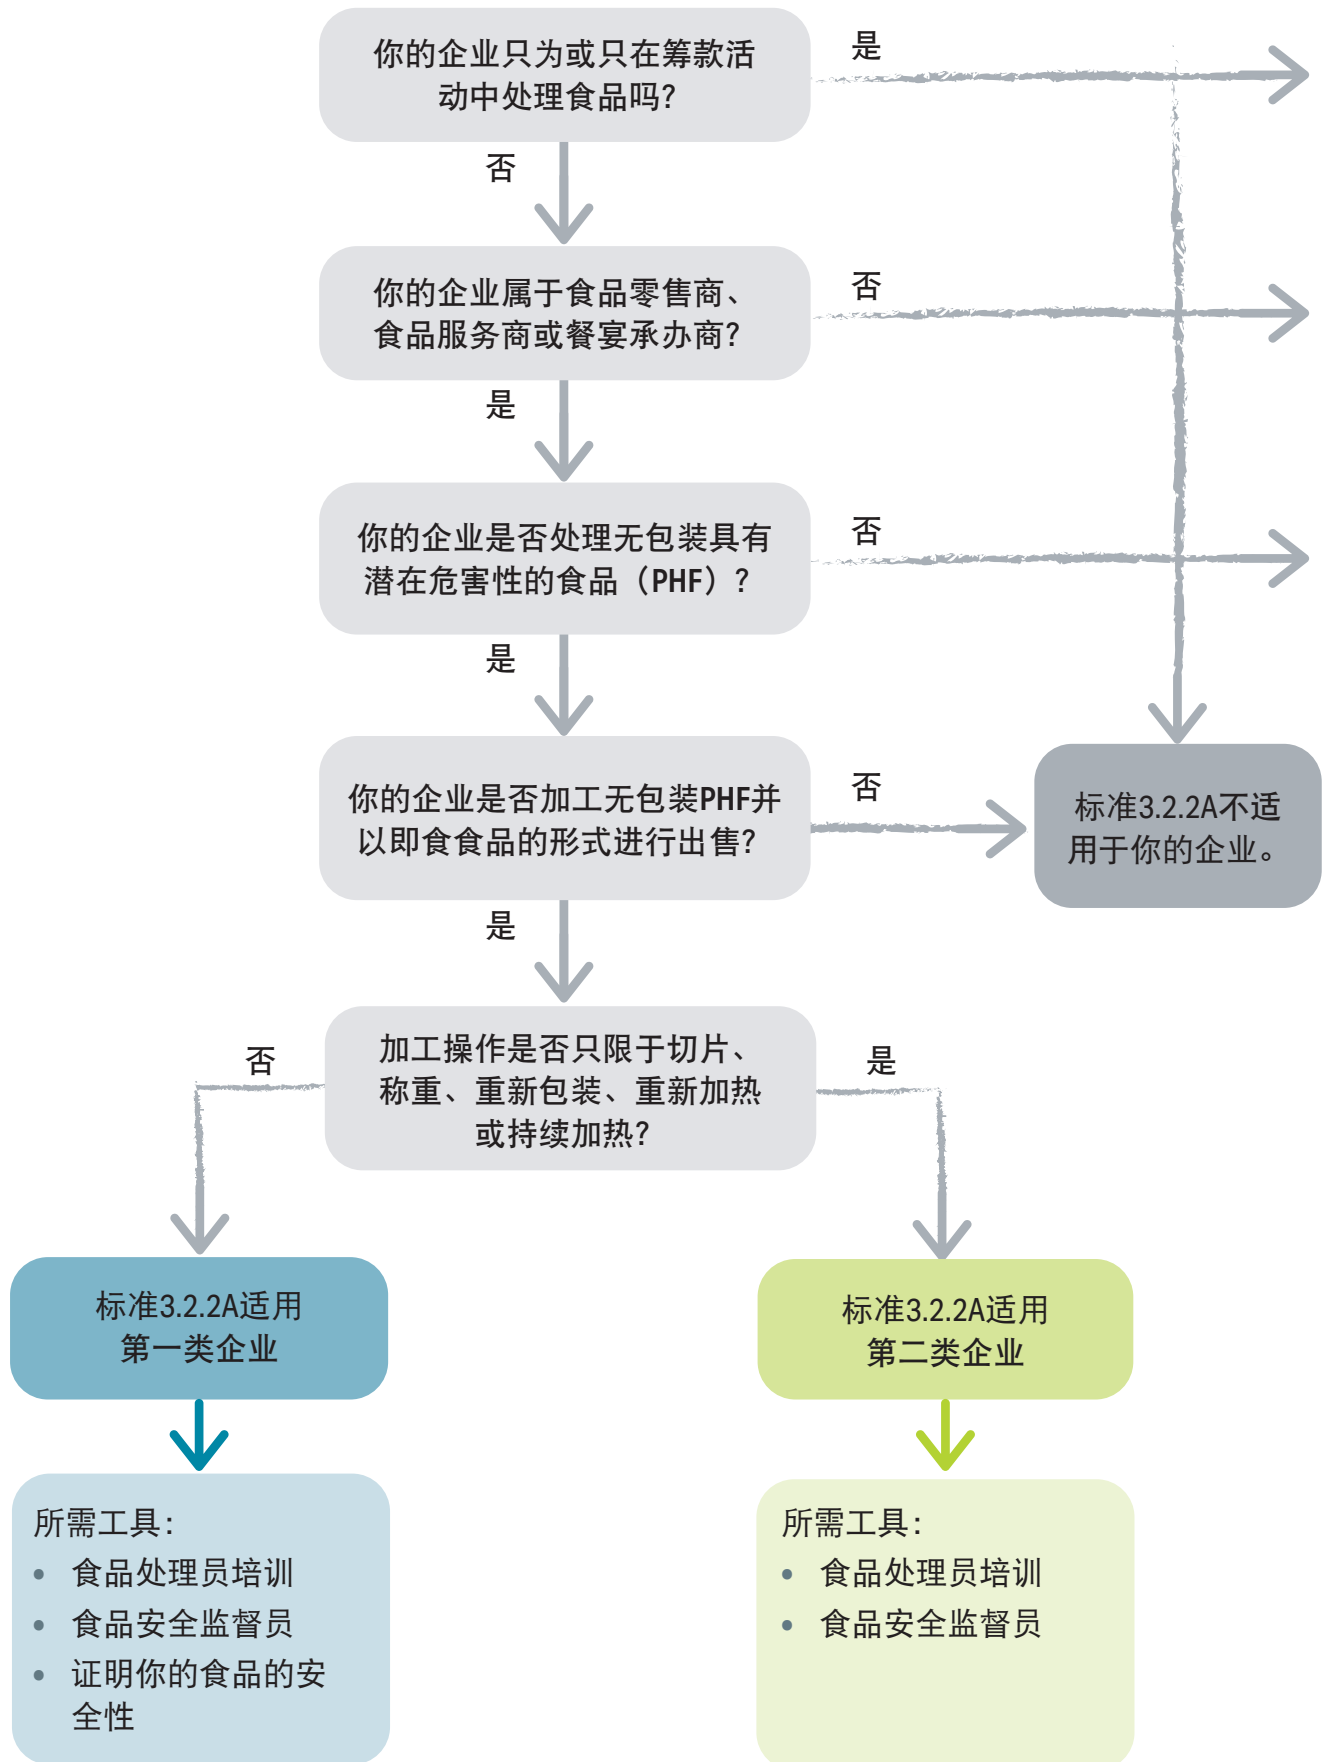 你的企业只为或只在筹款活
动中处理食品吗?
是
否
你的企业属于食品零售商、
食品服务商或餐宴承办商?
否
是
你的企业是否处理无包装具有
潜在危害性的食品（PHF）?
否
是
你的企业是否加工无包装PHF并
以即食食品的形式进行出售?
否
标准3.2.2A不适
用于你的企业。
是
加工操作是否只限于切片、
称重、重新包装、重新加热
或持续加热?
否
是
标准3.2.2A适用
第一类企业
标准3.2.2A适用
第二类企业
所需工具：
• 食品处理员培训
• 食品安全监督员
• 证明你的食品的安
全性
所需工具：
• 食品处理员培训
• 食品安全监督员